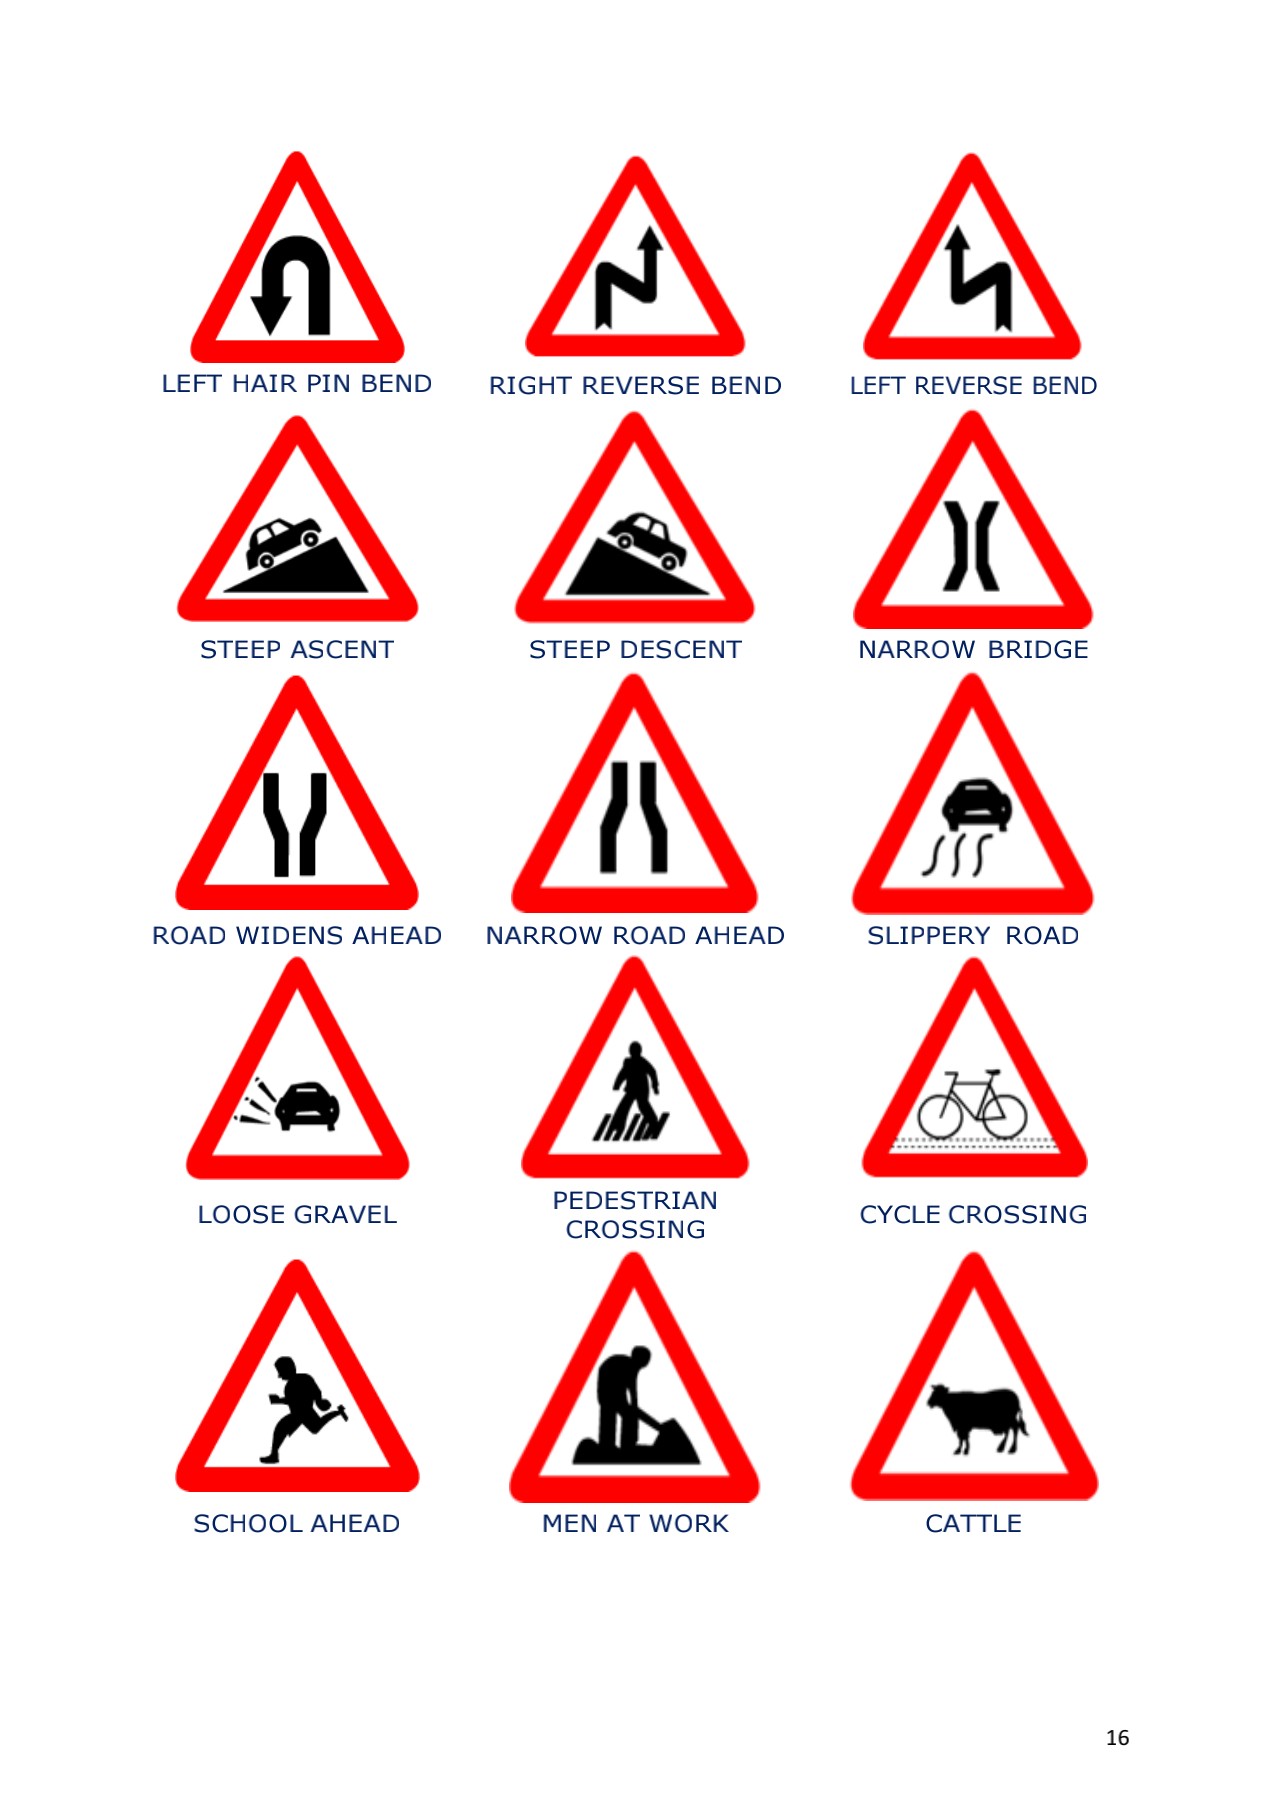 LEFT HAIR PIN BEND
RIGHT REVERSE BEND
LEFT REVERSE BEND
STEEP ASCENT
STEEP DESCENT
NARROW BRIDGE
ROAD WIDENS AHEAD
NARROW ROAD AHEAD
SLIPPERY ROAD
LOOSE GRAVEL
PEDESTRIAN
CROSSING
CYCLE CROSSING
SCHOOL AHEAD
MEN AT WORK
CATTLE
16